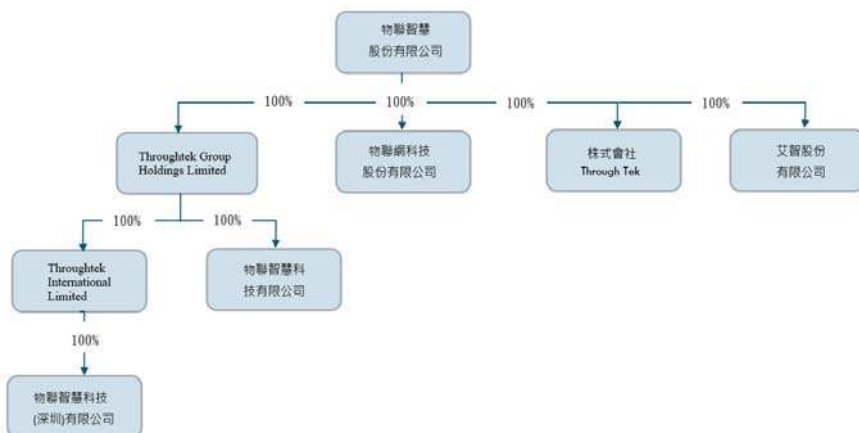 物聯智慧
股份有限公司
100%
100%
100%
100%
Throughtek Group
Holdings Limited
物聯網科技
股份有限公司
株式會社
Through Tek
艾智股份
有限公司
100%
100%
Throughtek
International
Limited
物聯智慧科
技有限公司
100%
物聯智慧科技
(深圳)有限公司